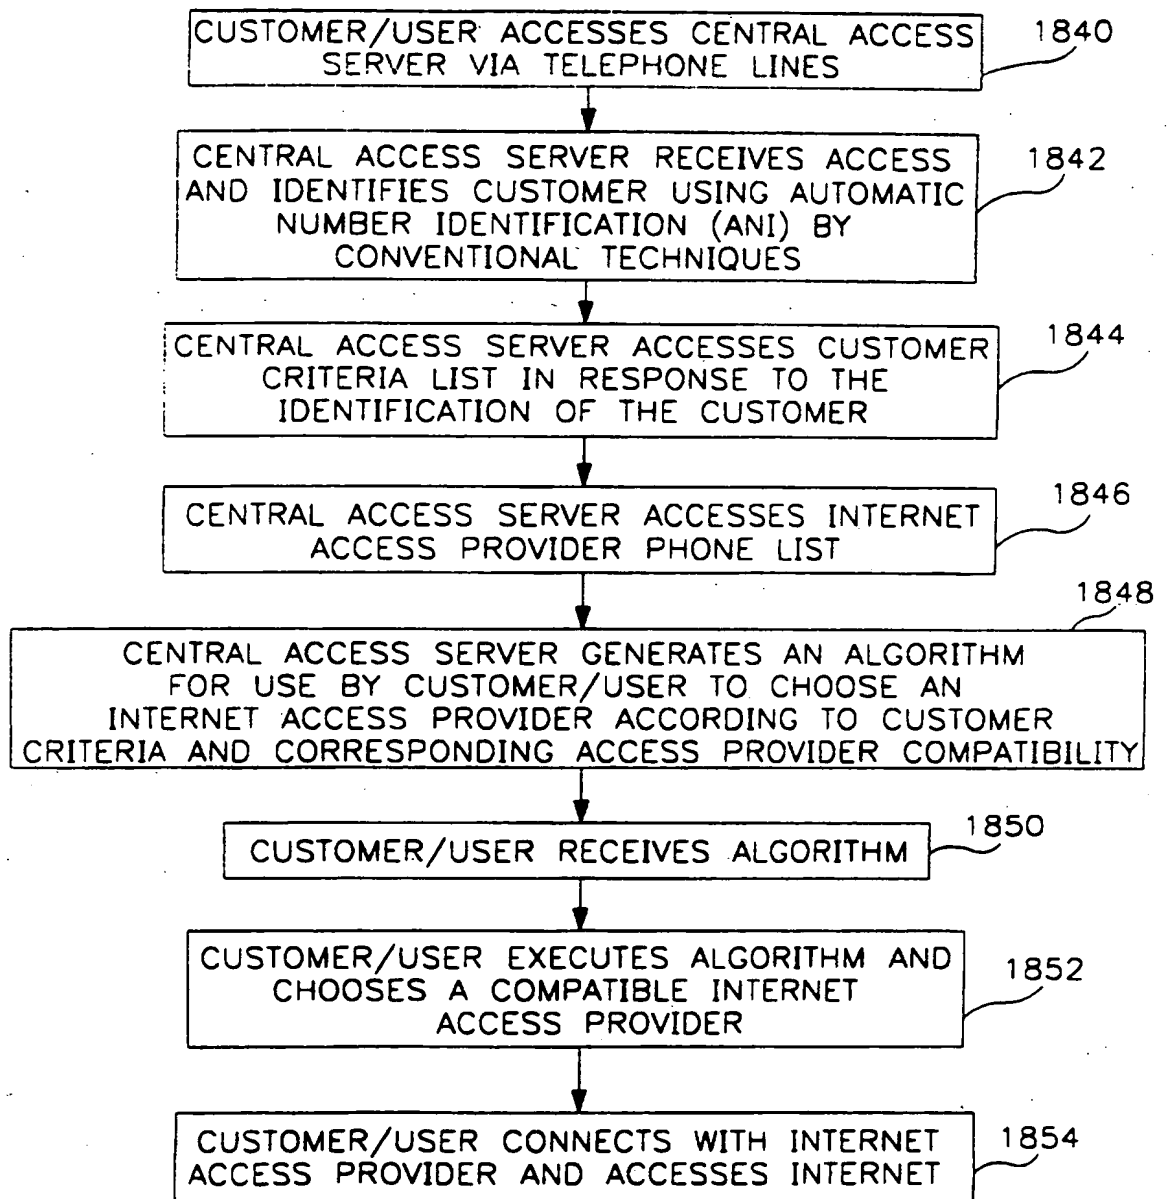 CUSTOMER/USER ACCESSES CENTRAL ACCESS
SERVER VIA TELEPHONE LINES
1840
CENTRAL ACCESS SERVER RECEIVES ACCESS
AND IDENTIFIES CUSTOMER USING AUTOMATIC
NUMBER IDENTIFICATION (ANI) BY
CONVENTIONAL TECHNIQUES
1842
CENTRAL ACCESS SERVER ACCESSES CUSTOMER
CRITERIA LIST IN RESPONSE TO THE
IDENTIFICATION OF THE CUSTOMER
1844
CENTRAL ACCESS SERVER ACCESSES INTERNET
ACCESS PROVIDER PHONE LIST
1846
1848
CENTRAL ACCESS SERVER GENERATES AN ALGORITHM
FOR USE BY CUSTOMER/USER TO CHOOSE AN
INTERNET ACCESS PROVIDER ACCORDING TO CUSTOMER
CRITERIA AND CORRESPONDING ACCESS PROVIDER COMPATIBILITY
CUSTOMER/USER RECEIVES ALGORITHM
1850
CUSTOMER/USER EXECUTES ALGORITHM AND
CHOOSES A COMPATIBLE INTERNET
ACCESS PROVIDER
1852
CUSTOMER/USER CONNECTS WITH INTERNET
ACCESS PROVIDER AND ACCESSES INTERNET
1854